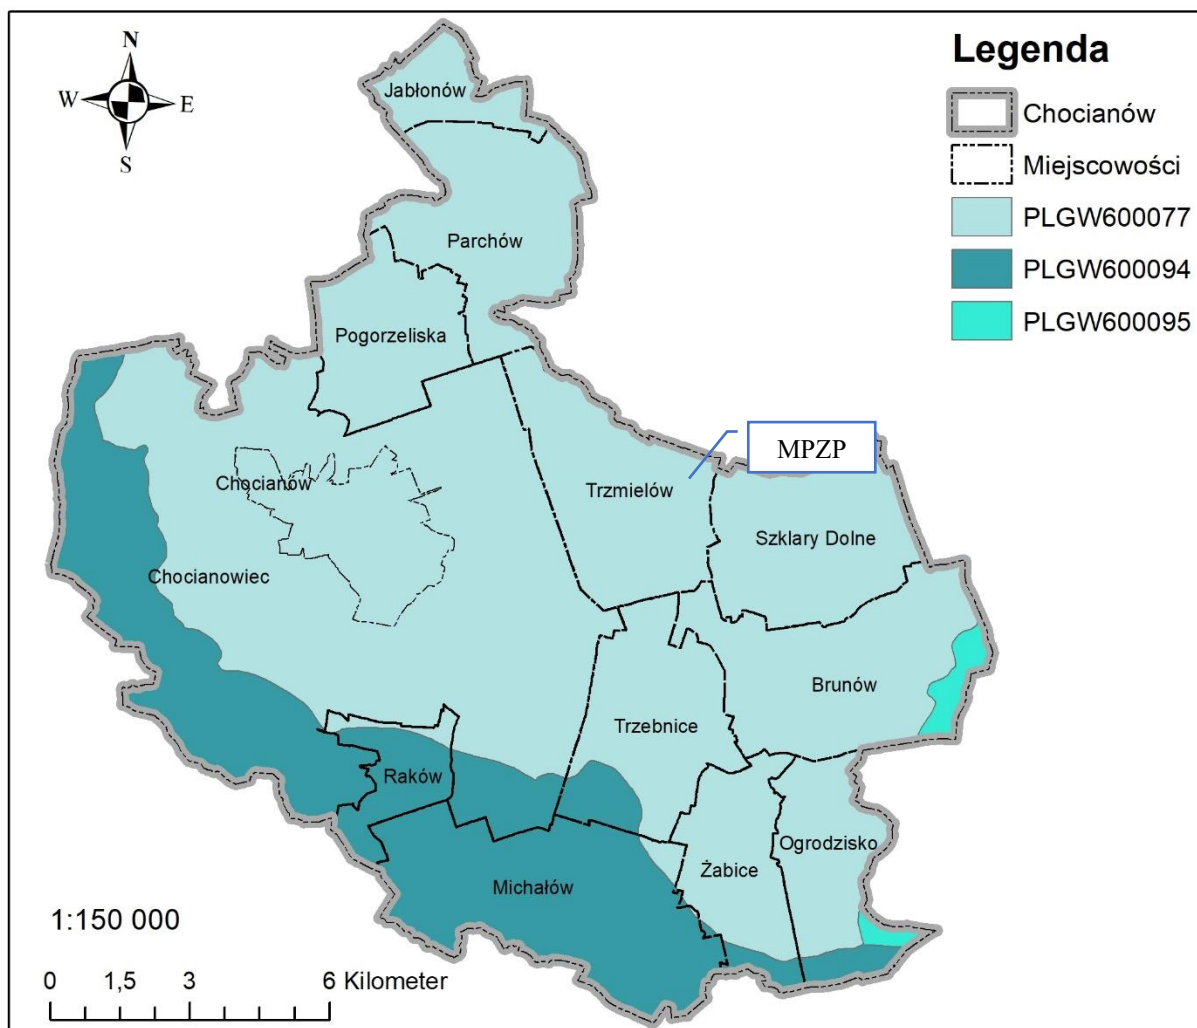 N
W
E
S
Legenda
Chocianów
Miejscowości
PLGW600077
PLGW600094
PLGW600095
Jabłonów
Parchów
Pogorzeliska
MPZP
Chocianów
Trzmielów
Szklary Dolne
Chocianowiec
Brunów
Trzebnice
Raków
Ogrodzisko
Żabice
Michałów
1:150 000
0 1,5 3 6 Kilometer